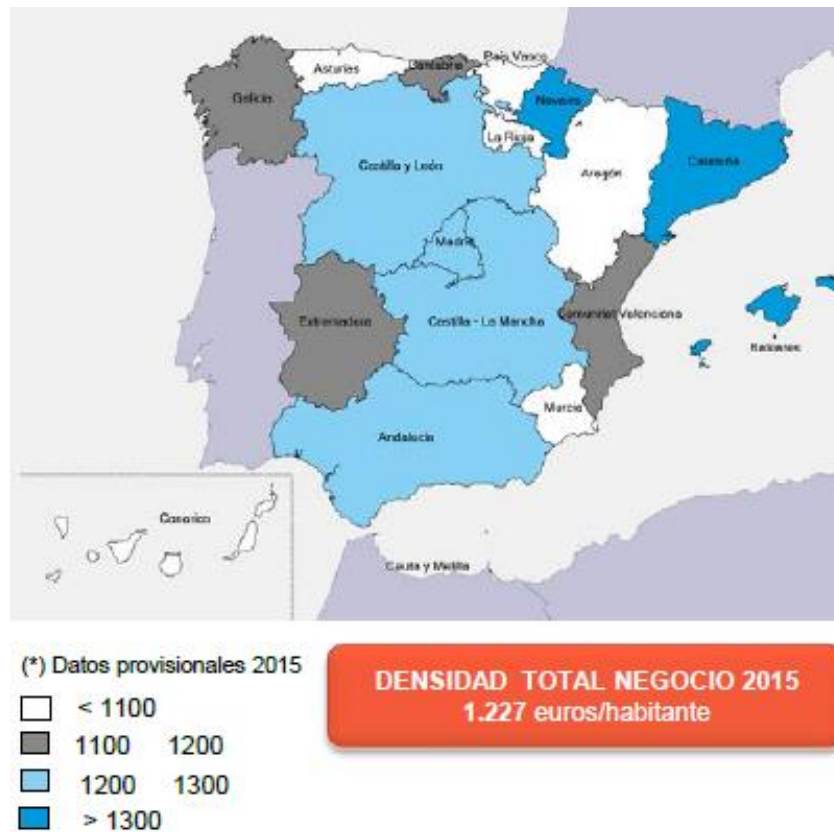 País Vasco
Asturias
Cantabria
Galicia
Navarra
La Rioja
Cataluña
Castilla y León
Aragón
Madrid
Extremadura
Castilla - La Mancha
Comunitat Valenciana
Baleares
Murcia
Andalucía
Canarias
Ceuta y Melilla
(*) Datos provisionales 2015
< 1100
1100 1200
1200 1300
> 1300
DENSIDAD TOTAL NEGOCIO 2015
1.227 euros/habitante